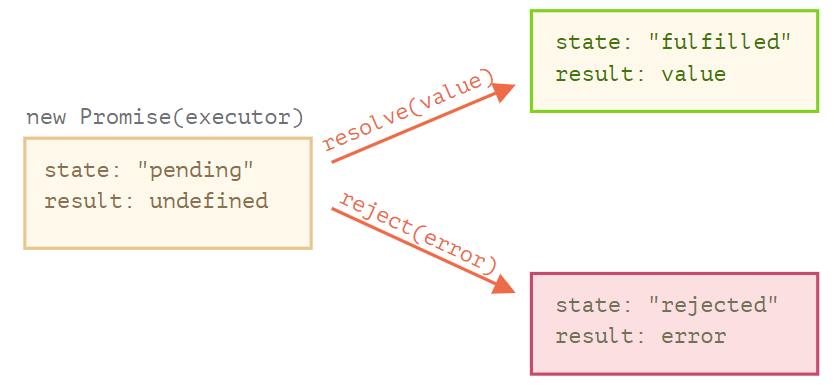 new Promise(executor)
state: "pending"
result: undefined
resolve(value)
state: "fulfilled"
result: value
reject(error)
state: "rejected"
result: error